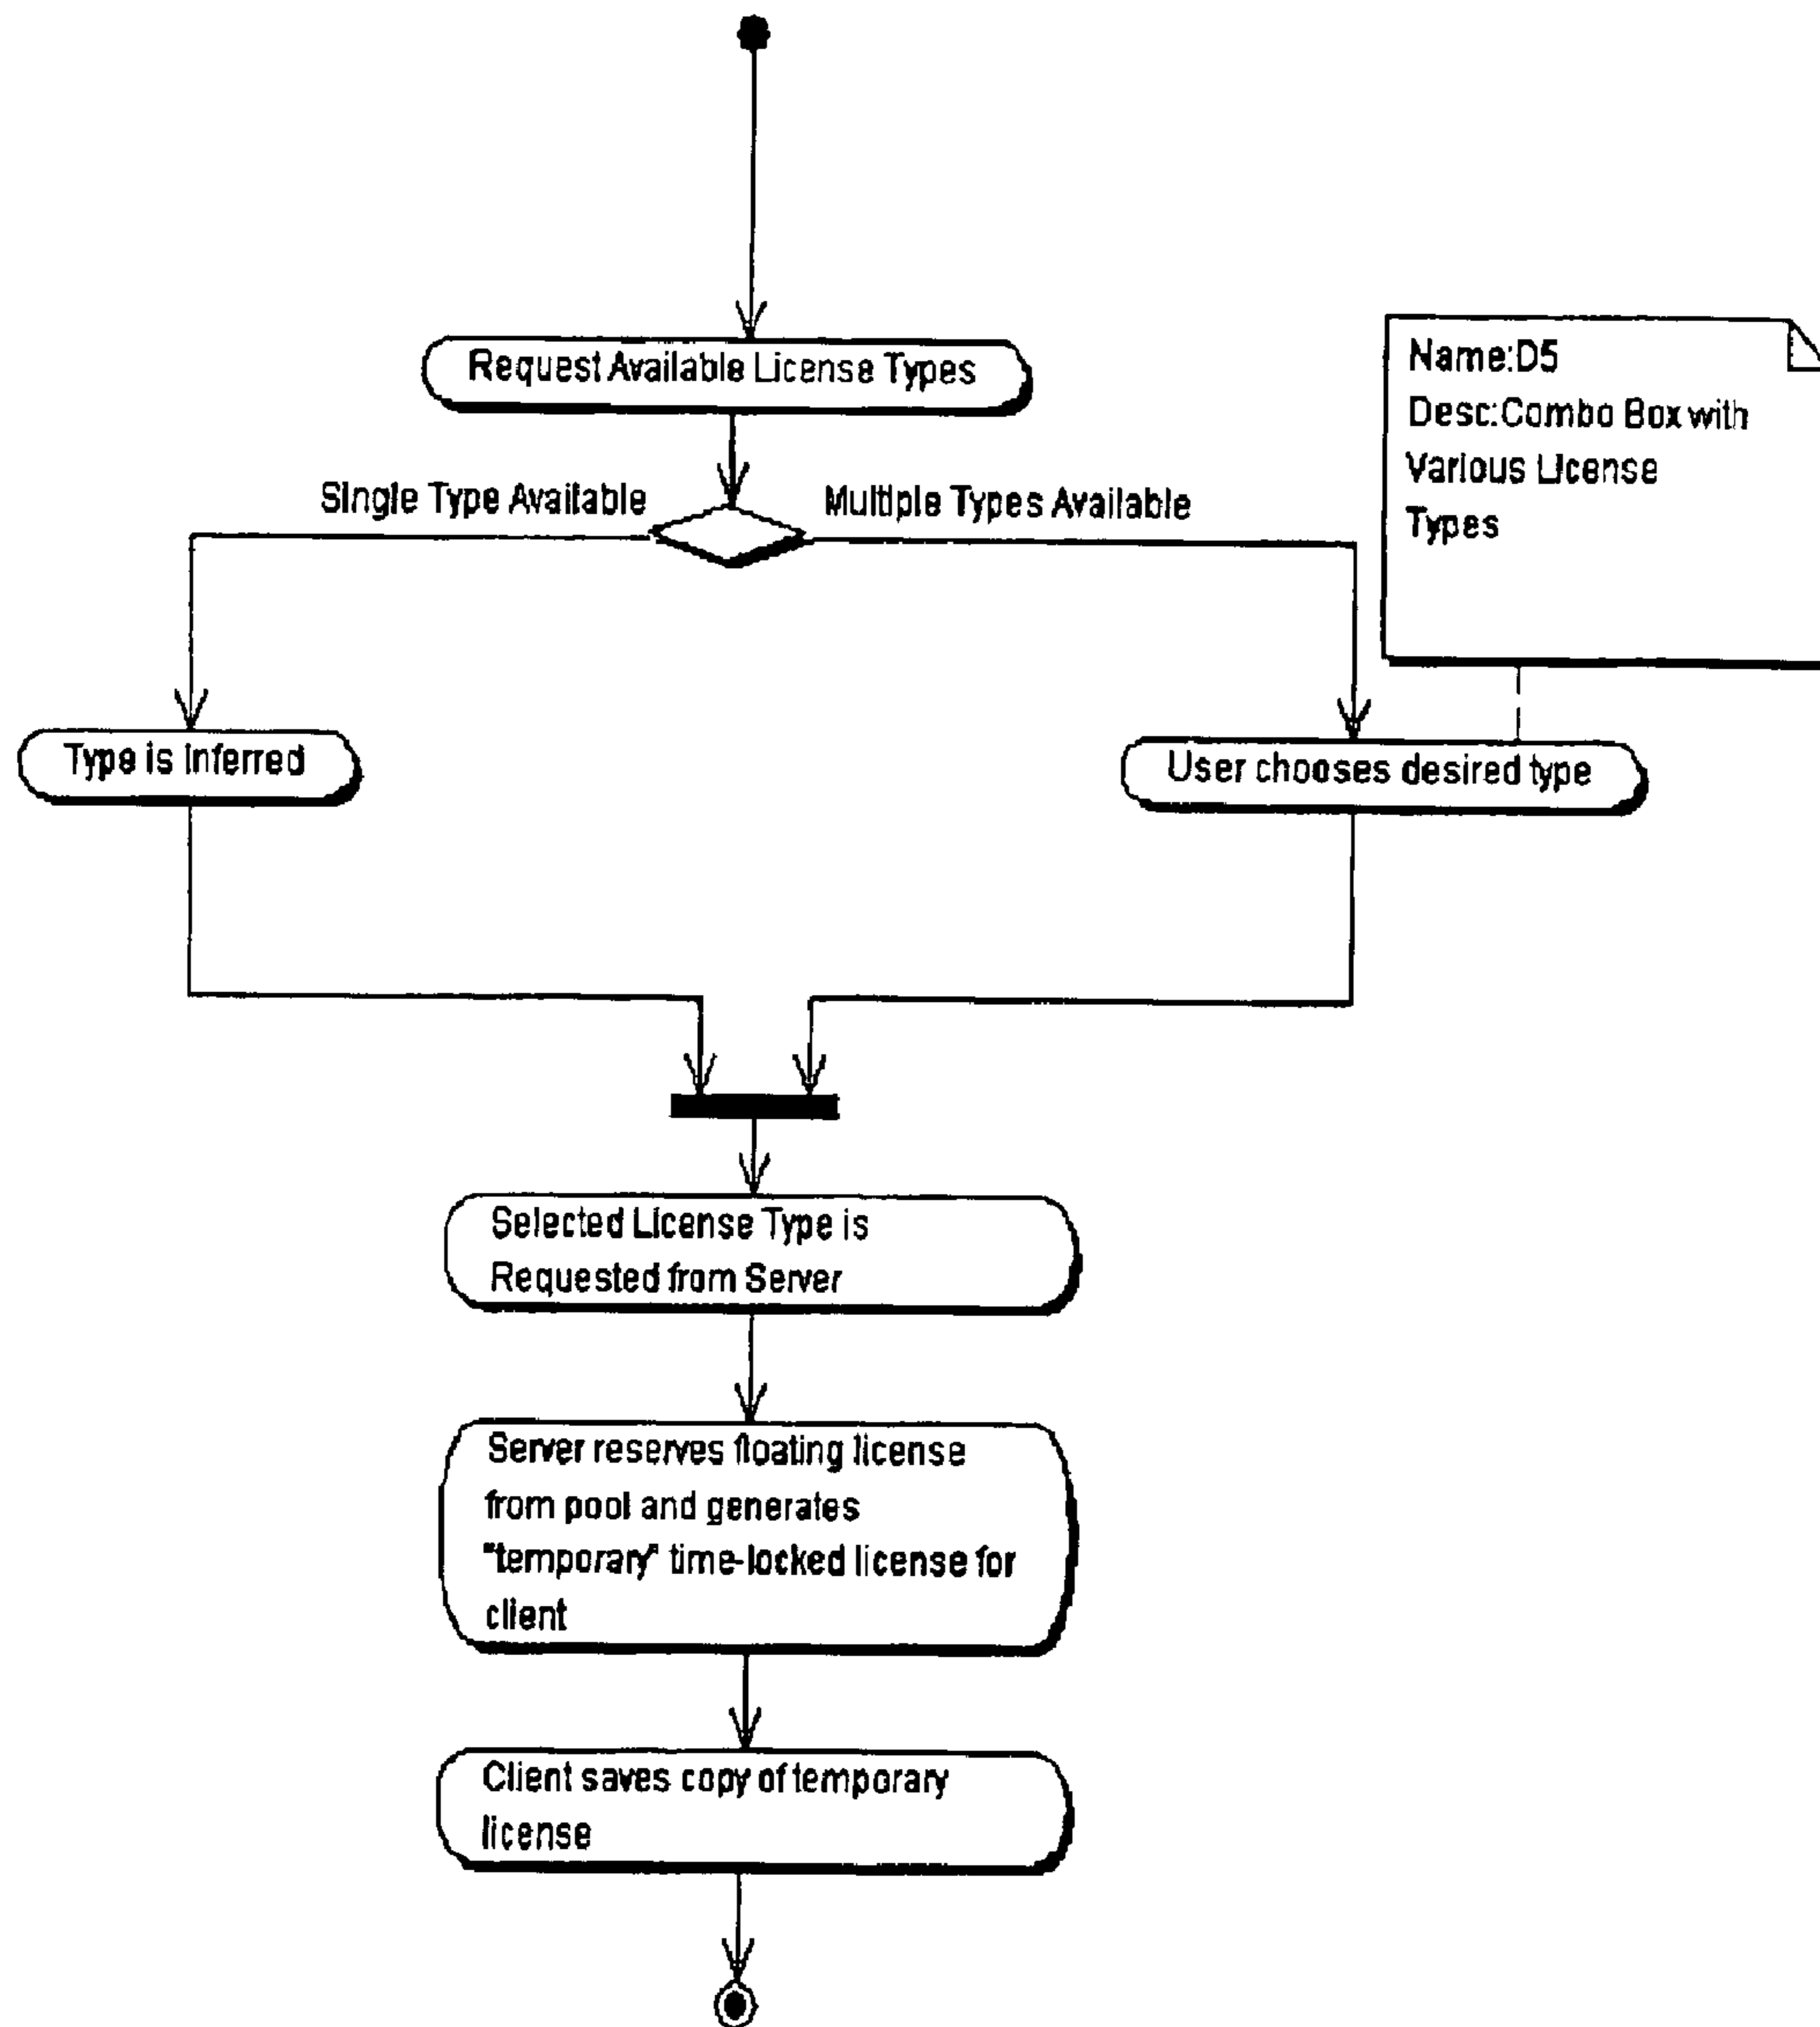 Request Available License Types
Name:D5
Desc:Combo Box with
Various License
Types
Single Type Available
Multiple Types Available
Type is Inferred
User chooses desired type
Selected License Type is
Requested from Server
Server reserves floating license
from pool and generates
"temporary" time-locked license for
client
Client saves copy of temporary
license